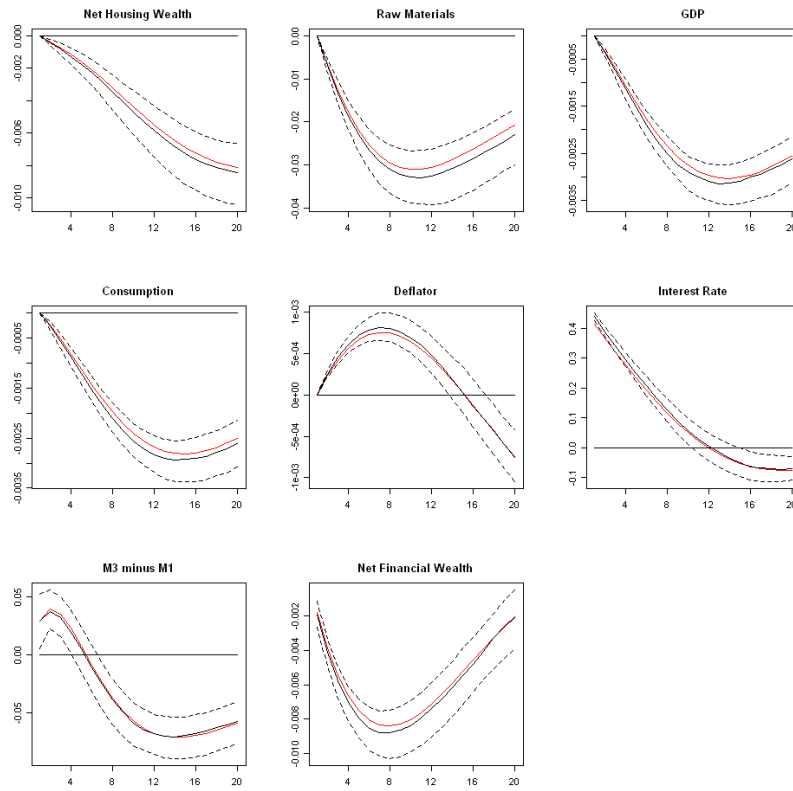 Net Housing Wealth
0.000
-0.002
-0.006
-0.010
4 8 12 16 20
Raw Materials
0.00
-0.01
-0.02
-0.03
-0.04
4 8 12 16 20
GDP
-0.0005
-0.0015
-0.0025
-0.0035
4 8 12 16 20
Consumption
-0.0005
-0.0015
-0.0025
-0.0035
4 8 12 16 20
Deflator
1e-03
5e-04
0e+00
-5e-04
-1e-03
4 8 12 16 20
Interest Rate
0.4
0.3
0.2
0.1
0.0
-0.1
4 8 12 16 20
M3 minus M1
0.05
0.00
-0.05
4 8 12 16 20
Net Financial Wealth
-0.002
-0.004
-0.006
-0.008
-0.010
4 8 12 16 20